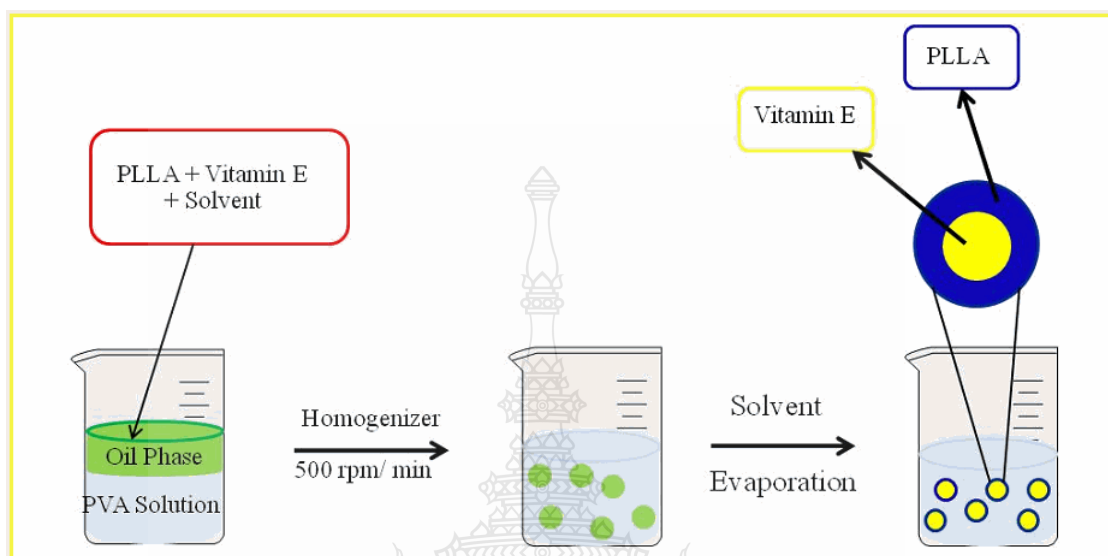 PLLA
Vitamin E
PLLA + Vitamin E
+ Solvent
Oil Phase
PVA Solution
Homogenizer
500 rpm/ min
Solvent
Evaporation